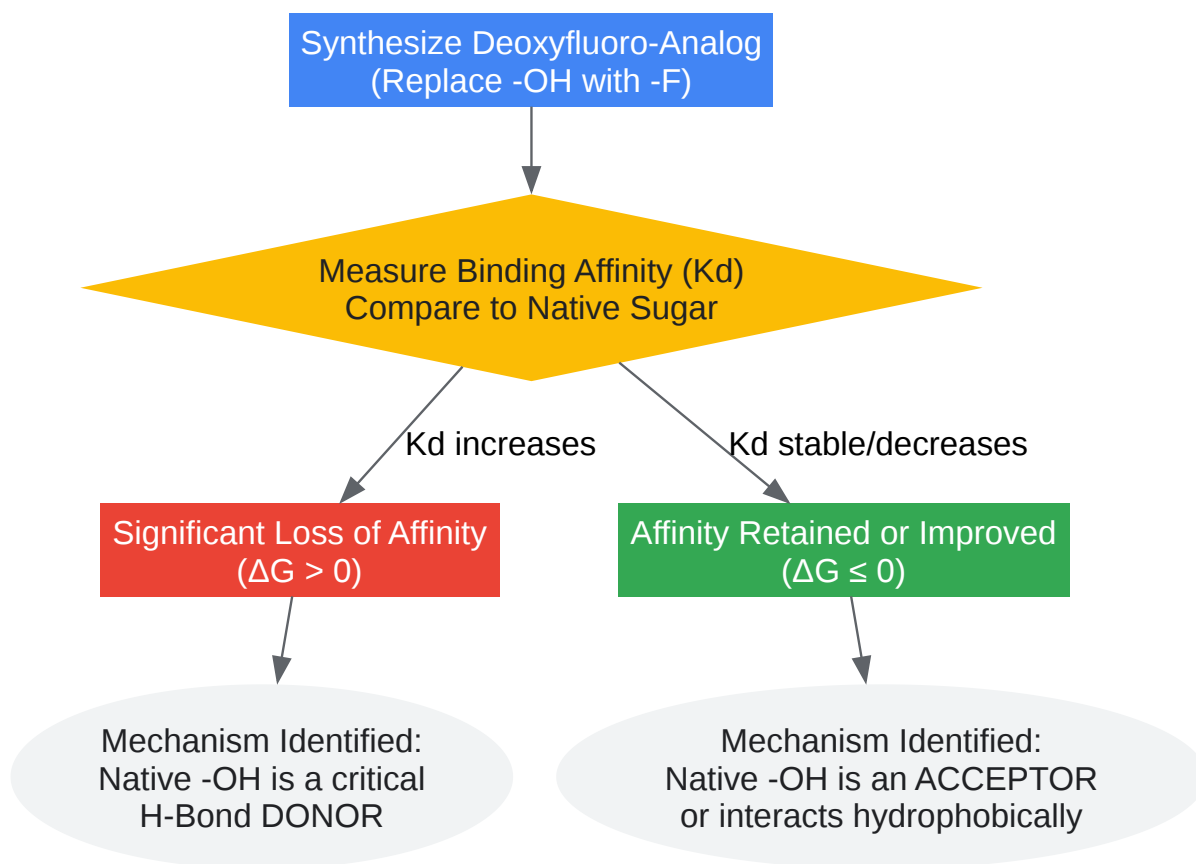 Synthesize Deoxyfluoro-Analog
(Replace -OH with -F)
Measure Binding Affinity (Kd)
Compare to Native Sugar
Kd increases
Kd stable/decreases
Significant Loss of Affinity
(ΔG > 0)
Affinity Retained or Improved
(ΔG ≤ 0)
Mechanism Identified:
Native -OH is a critical
H-Bond DONOR
Mechanism Identified:
Native -OH is an ACCEPTOR
or interacts hydrophobically